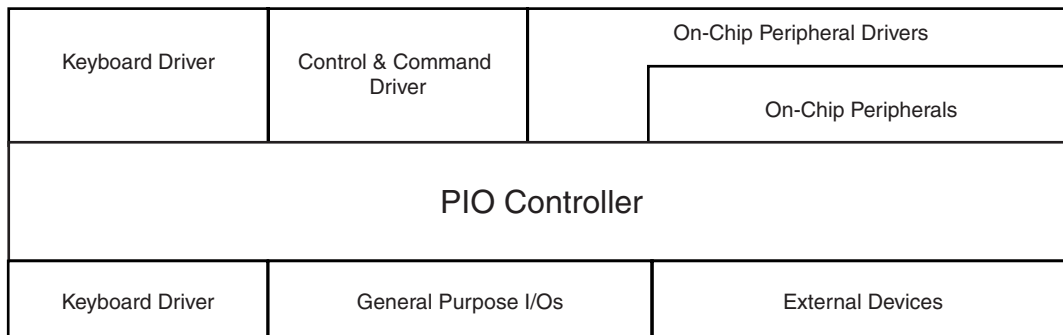 On-Chip Peripheral Drivers
Keyboard Driver
Control & Command
Driver
On-Chip Peripherals
PIO Controller
Keyboard Driver
General Purpose I/Os
External Devices